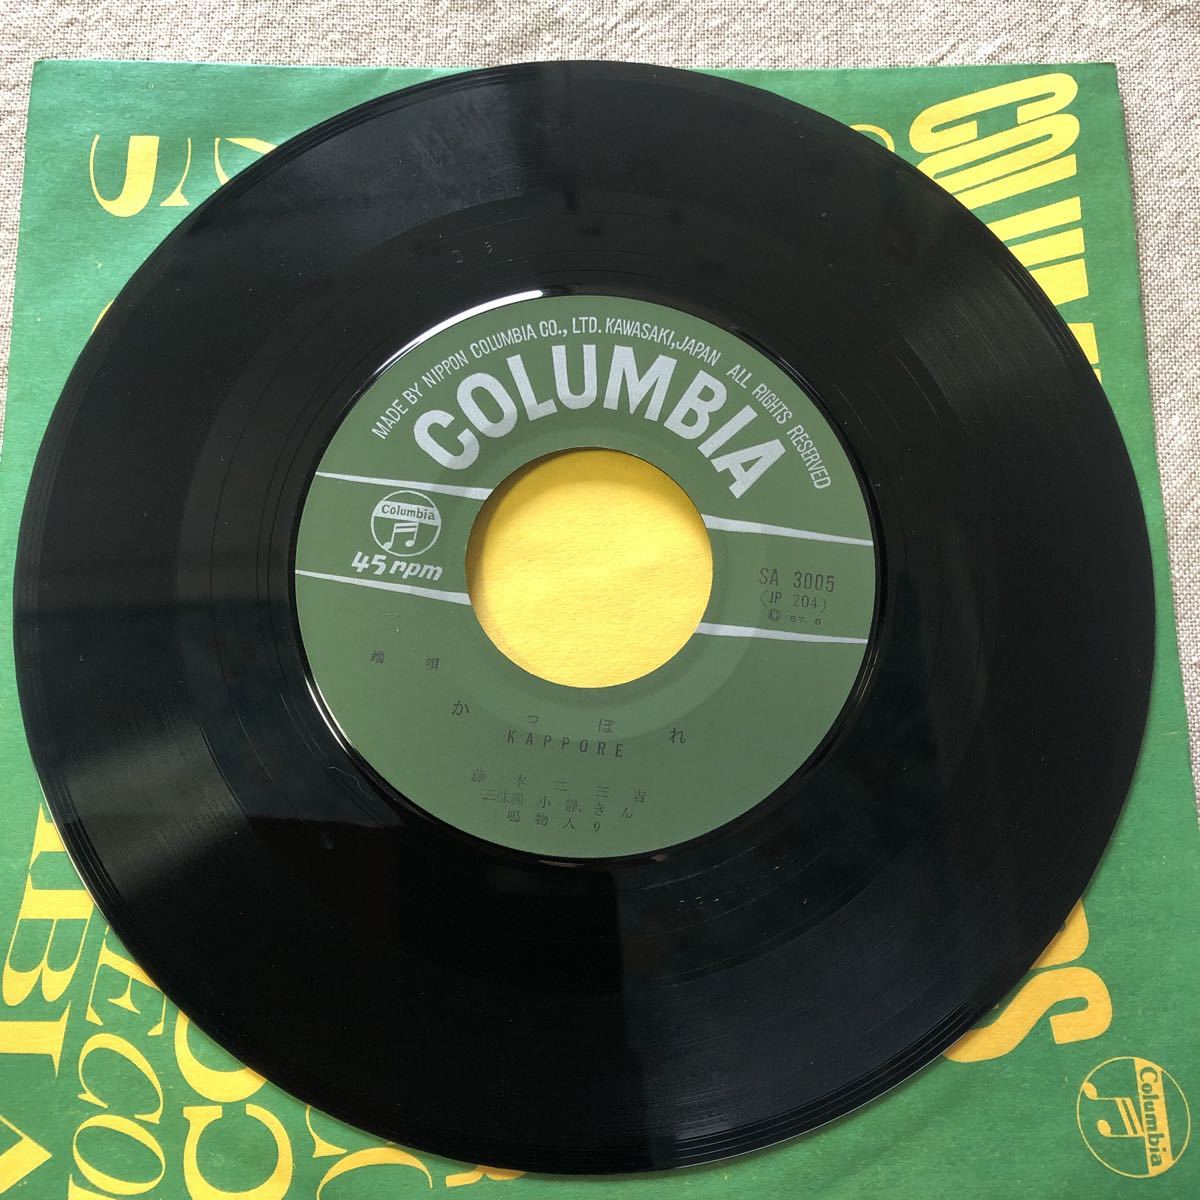 MADE BY NIPPON COLUMBIA CO., LTD. KAWASAKI, JAPAN ALL RIGHTS RESERVED
COLUMBIA
Columbia
45 rpm
SA 3005
(JP 204)
© '57. 6
端唄
かっぽれ
KAPPORE
藤本二三吉
三味線 小静、きん
鳴物入り
Columbia